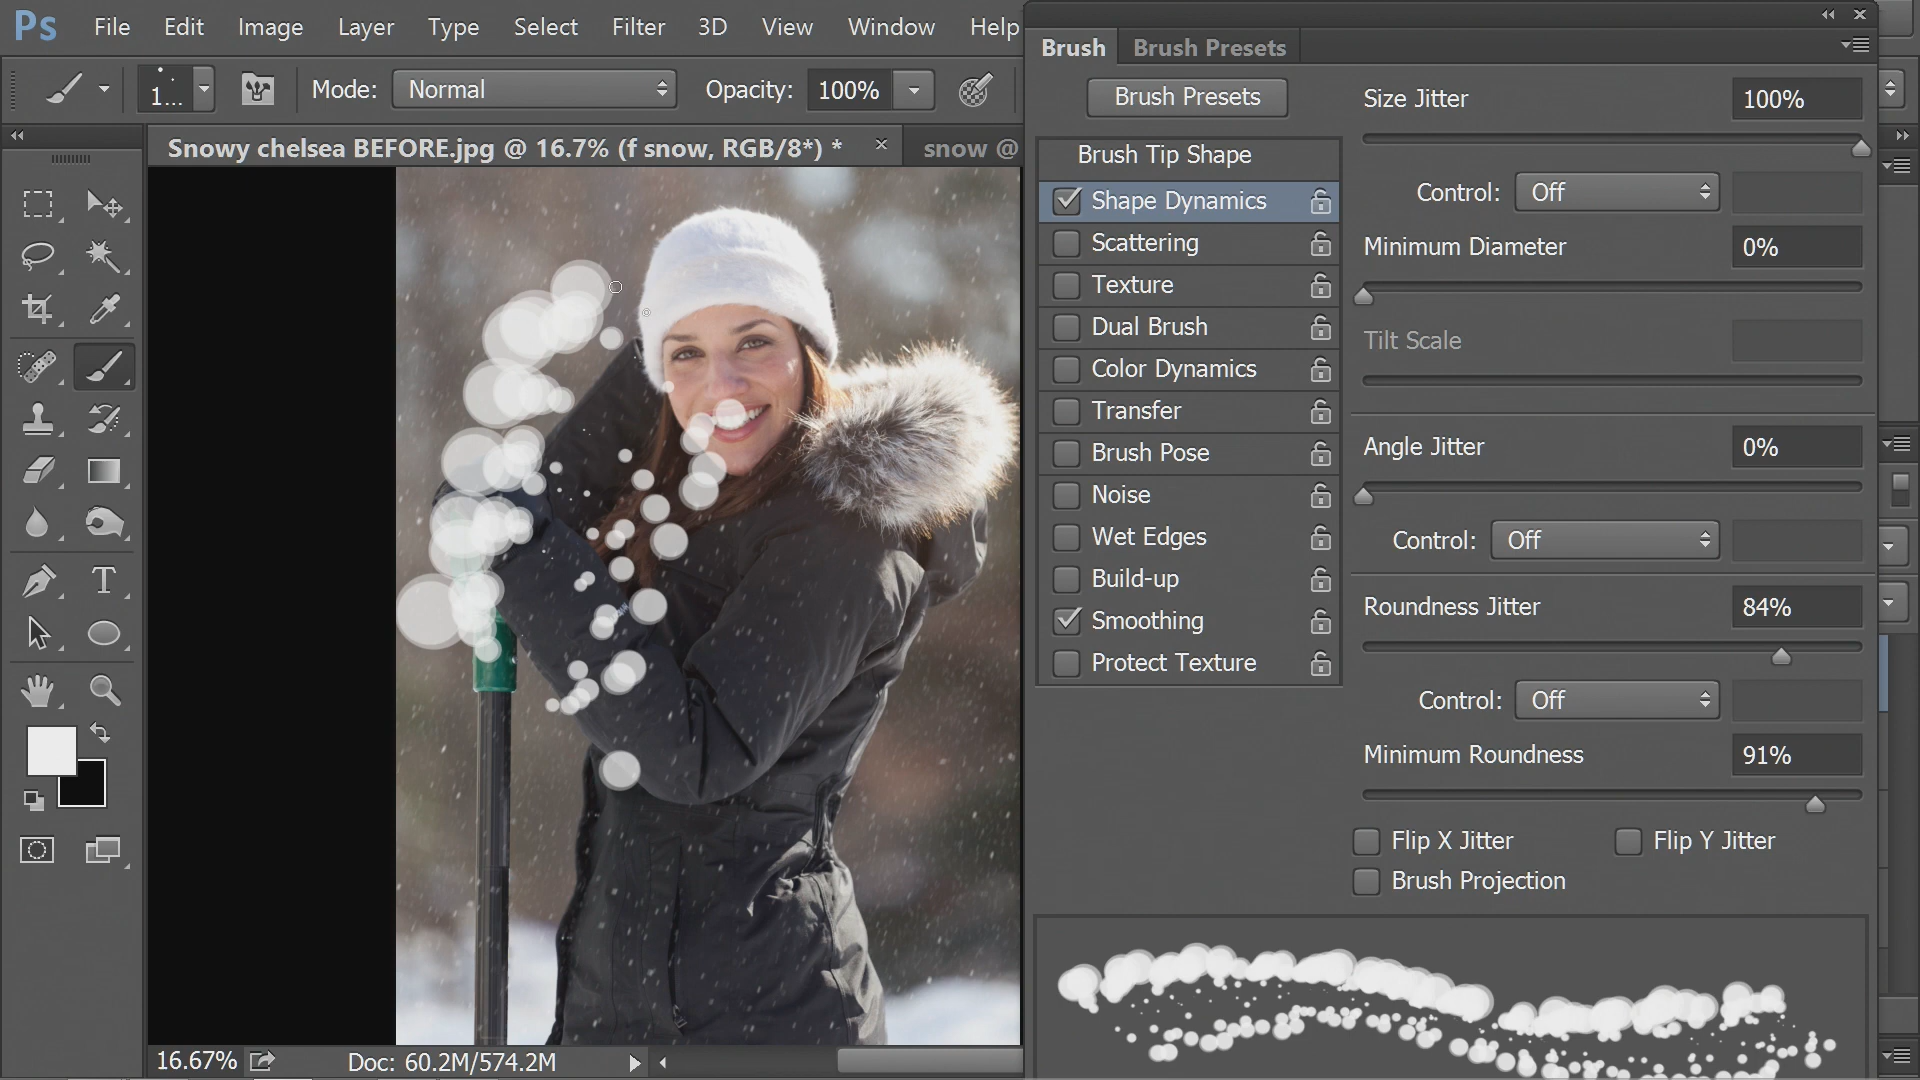 Ps File Edit Image Layer Type Select Filter 3D View Window Help
1... Mode: Normal Opacity: 100%
Snowy chelsea BEFORE.jpg @ 16.7% (f snow, RGB/8*) * × snow @
T
16.67% Doc: 60.2M/574.2M
Brush Brush Presets
Brush Presets
Brush Tip Shape
Shape Dynamics
Scattering
Texture
Dual Brush
Color Dynamics
Transfer
Brush Pose
Noise
Wet Edges
Build-up
Smoothing
Protect Texture
Size Jitter 100%
Control: Off
Minimum Diameter 0%
Tilt Scale
Angle Jitter 0%
Control: Off
Roundness Jitter 84%
Control: Off
Minimum Roundness 91%
Flip X Jitter Flip Y Jitter
Brush Projection